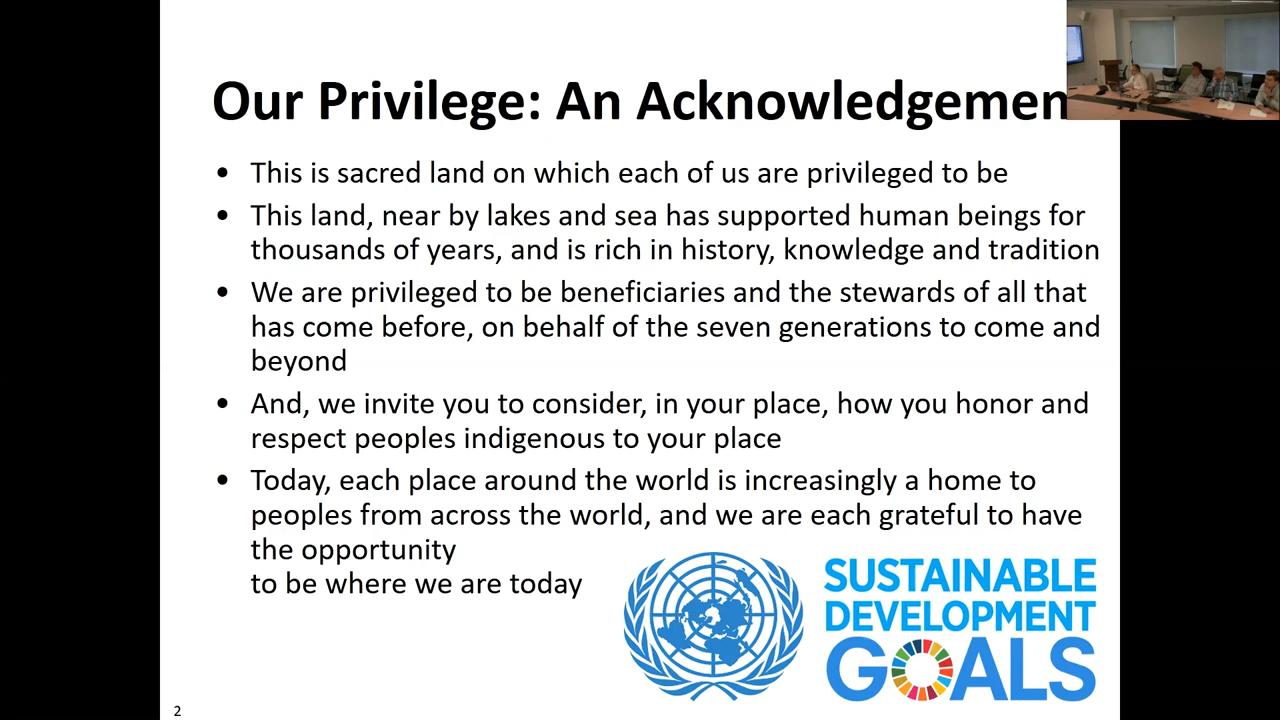 Our Privilege: An Acknowledgemen
• This is sacred land on which each of us are privileged to be
• This land, near by lakes and sea has supported human beings for
thousands of years, and is rich in history, knowledge and tradition
• We are privileged to be beneficiaries and the stewards of all that
has come before, on behalf of the seven generations to come and
beyond
• And, we invite you to consider, in your place, how you honor and
respect peoples indigenous to your place
• Today, each place around the world is increasingly a home to
peoples from across the world, and we are each grateful to have
the opportunity
to be where we are today
SUSTAINABLE
DEVELOPMENT
GOALS
2